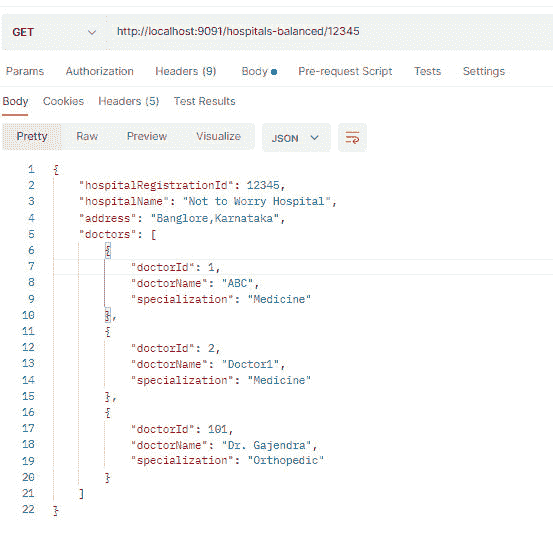 GET http://localhost:9091/hospitals-balanced/12345
Params Authorization Headers (9) Body Pre-request Script Tests Settings
Body Cookies Headers (5) Test Results
Pretty Raw Preview Visualize JSON
1 {
2 "hospitalRegistrationId": 12345,
3 "hospitalName": "Not to Worry Hospital",
4 "address": "Banglore,Karnataka",
5 "doctors": [
6 {
7 "doctorId": 1,
8 "doctorName": "ABC",
9 "specialization": "Medicine"
10 },
11 {
12 "doctorId": 2,
13 "doctorName": "Doctor1",
14 "specialization": "Medicine"
15 },
16 {
17 "doctorId": 101,
18 "doctorName": "Dr. Gajendra",
19 "specialization": "Orthopedic"
20 }
21 ]
22 }